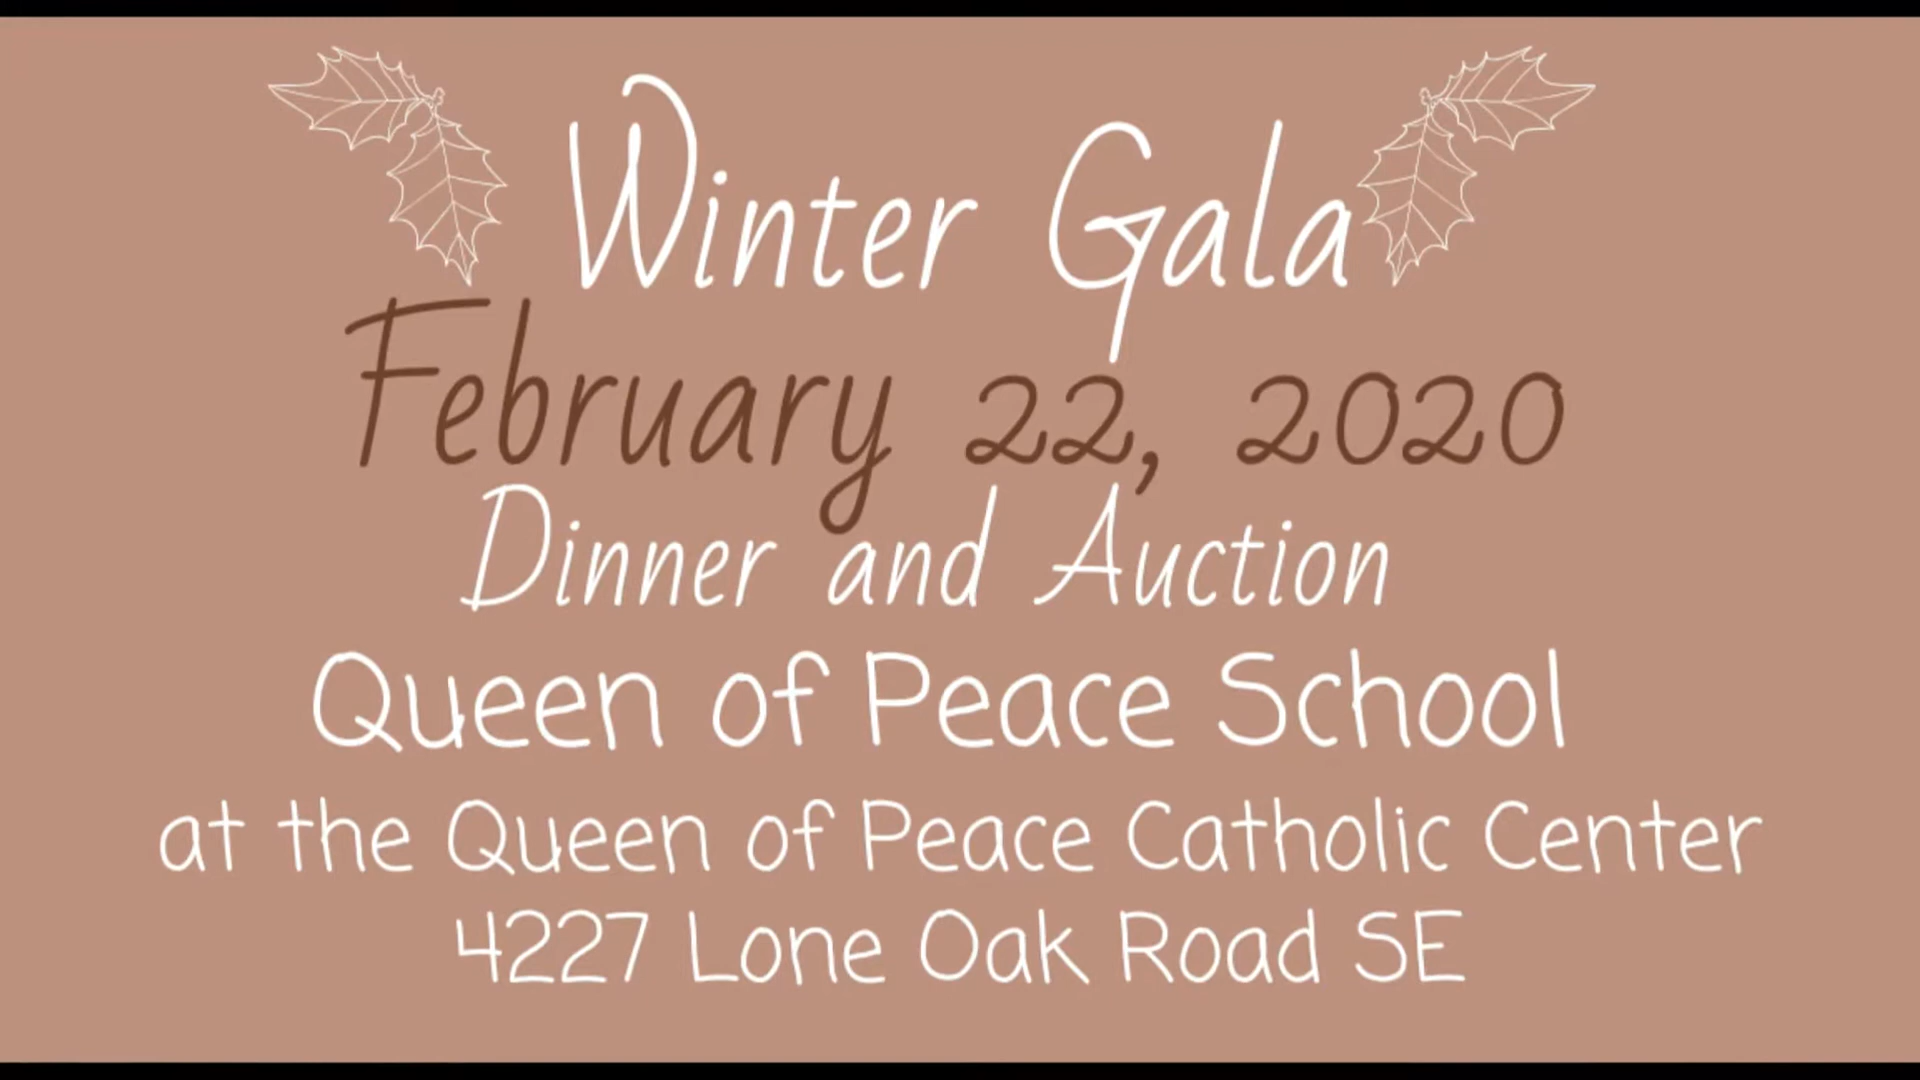 Winter Gala
February 22, 2020
Dinner and Auction
Queen of Peace School
at the Queen of Peace Catholic Center
4227 Lone Oak Road SE